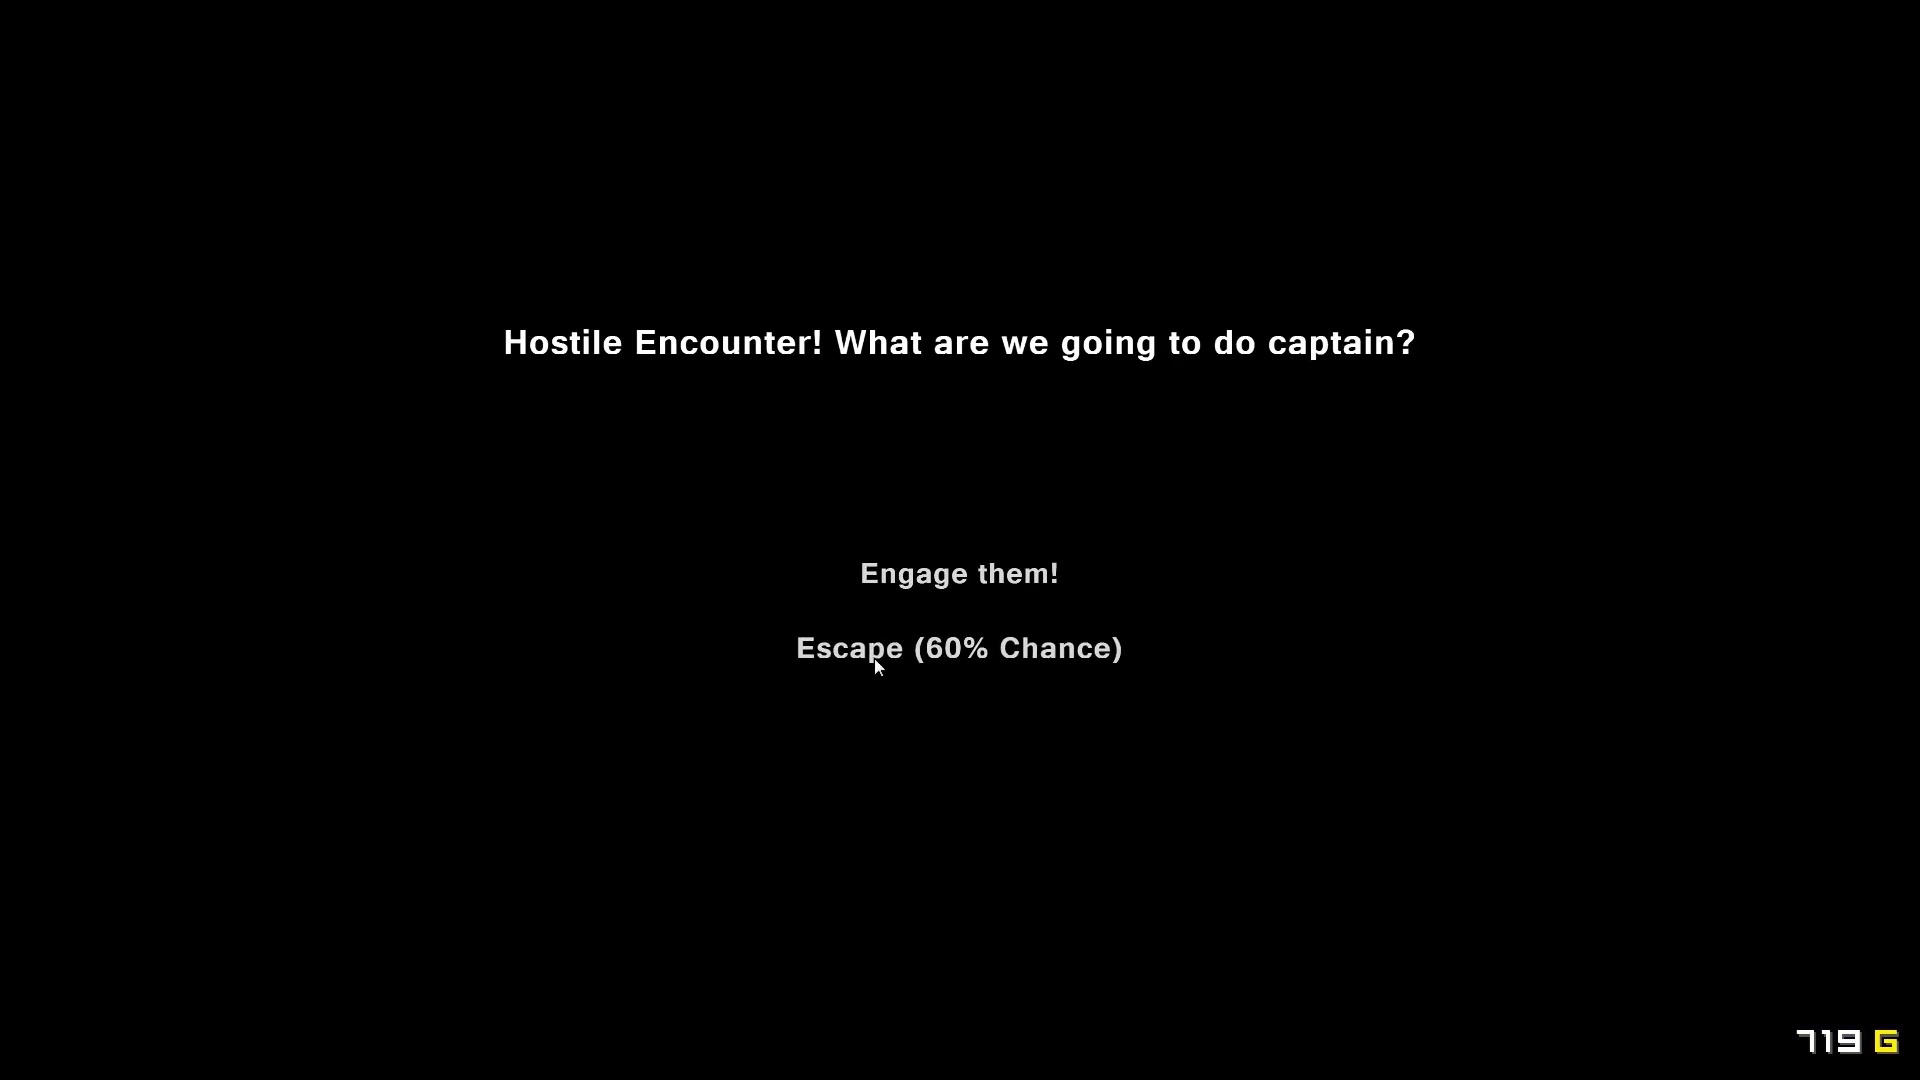 Hostile Encounter! What are we going to do captain?
Engage them!
Escape (60% Chance)
719 G